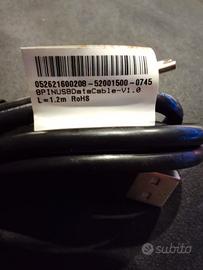 052621600208-52001500-0745
8PINUSBDataCable-V1.0
L=1.2m RoHS
subito